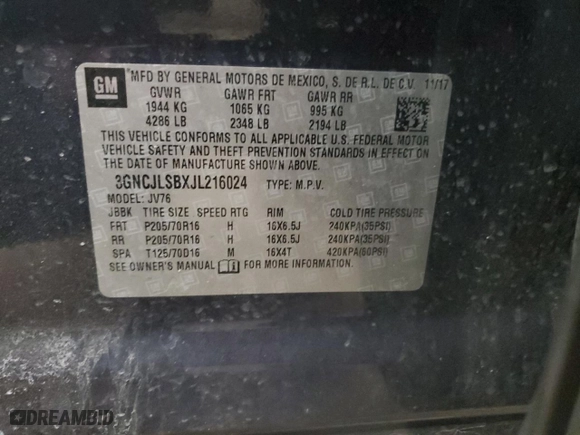 GM
MFD BY GENERAL MOTORS DE MEXICO, S. DE R.L. DE C.V. 11/17
GVWR GAWR FRT GAWR RR
1944 KG 1065 KG 995 KG
4286 LB 2348 LB 2194 LB
THIS VEHICLE CONFORMS TO ALL APPLICABLE U.S. FEDERAL MOTOR
VEHICLE SAFETY AND THEFT PREVENTION STANDARDS IN EFFECT ON
DATE OF MANUFACTURE SHOWN ABOVE.
3GNCJLSBXJL216024 TYPE: M.P.V.
MODEL: JV76
JBBK TIRE SIZE SPEED RTG RIM COLD TIRE PRESSURE
FRT P205/70R16 H 16X6.5J 240KPA(35PSI)
RR P205/70R16 H 16X6.5J 240KPA(35PSI)
SPA T125/70D16 M 16X4T 420KPA(60PSI)
SEE OWNER'S MANUAL FOR MORE INFORMATION.
DREAMBID